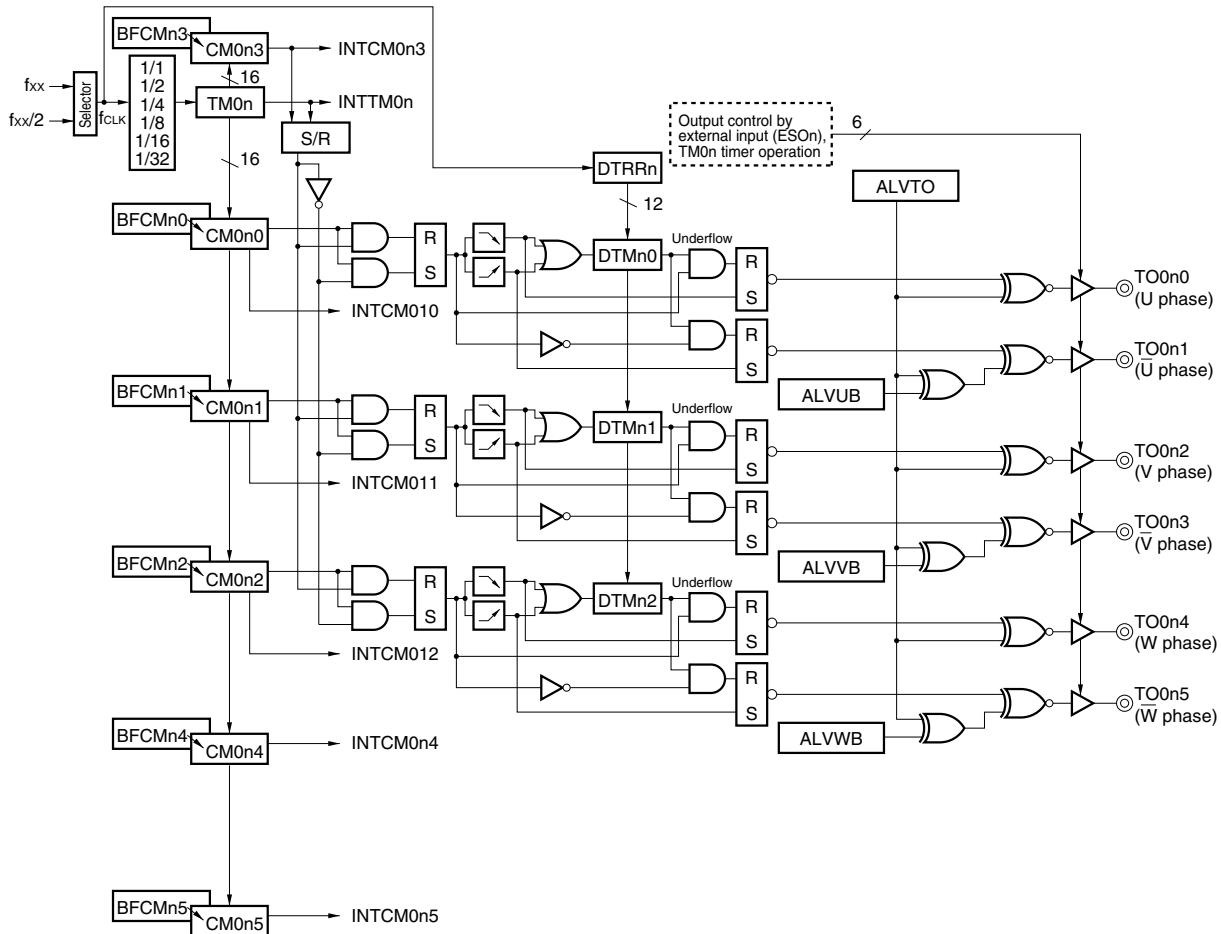 BFCMn3
CM0n3
INTCM0n3
16
fXX
fXX/2
Selector
fCLK
1/1
1/2
1/4
1/8
1/16
1/32
TM0n
INTTM0n
S/R
16
Output control by
external input (ESOn),
TM0n timer operation
6
DTRRn
12
ALVTO
BFCMn0
CM0n0
R
S
DTMn0
Underflow
R
S
TO0n0
(U phase)
INTCM010
R
S
TO0n1
(U̅ phase)
ALVUB
BFCMn1
CM0n1
R
S
DTMn1
Underflow
R
S
TO0n2
(V phase)
INTCM011
R
S
TO0n3
(V̅ phase)
ALVVB
BFCMn2
CM0n2
R
S
DTMn2
Underflow
R
S
TO0n4
(W phase)
INTCM012
R
S
TO0n5
(W̅ phase)
ALVWB
BFCMn4
CM0n4
INTCM0n4
BFCMn5
CM0n5
INTCM0n5